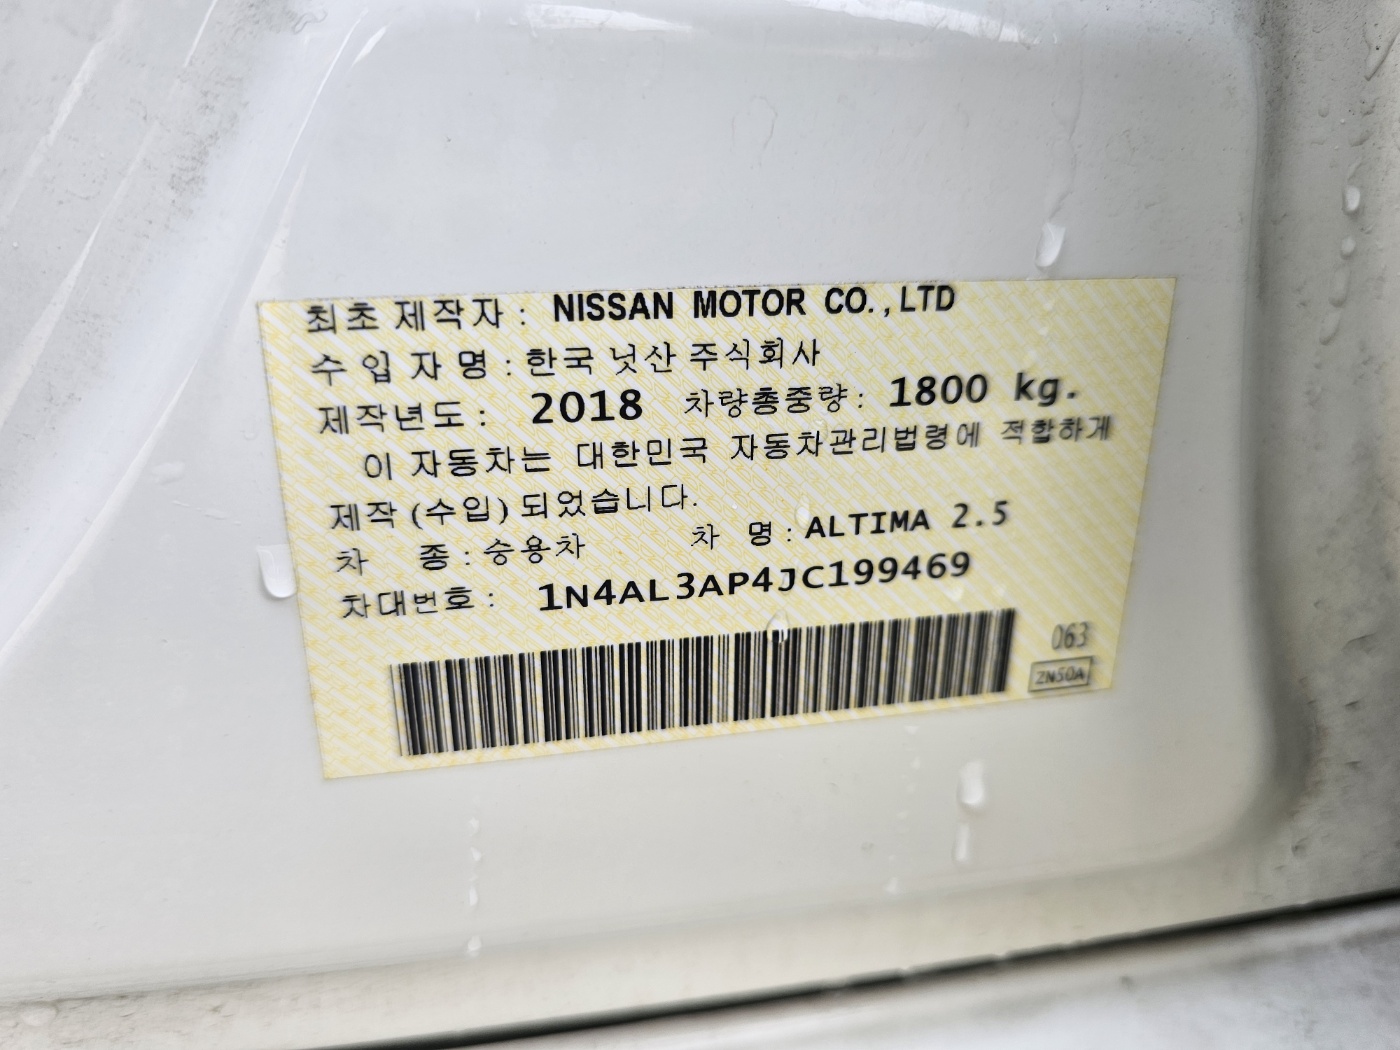 최초 제작자 : NISSAN MOTOR CO., LTD
수 입 자 명 : 한국 닛산 주식회사
제작년도 : 2018 차량총중량 : 1800 kg.
이 자동차는 대한민국 자동차관리법령에 적합하게
제작 (수입) 되었습니다.
차 종 : 승용차 차 명 : ALTIMA 2.5
차대번호 : 1N4AL3AP4JC199469
063
ZN50A